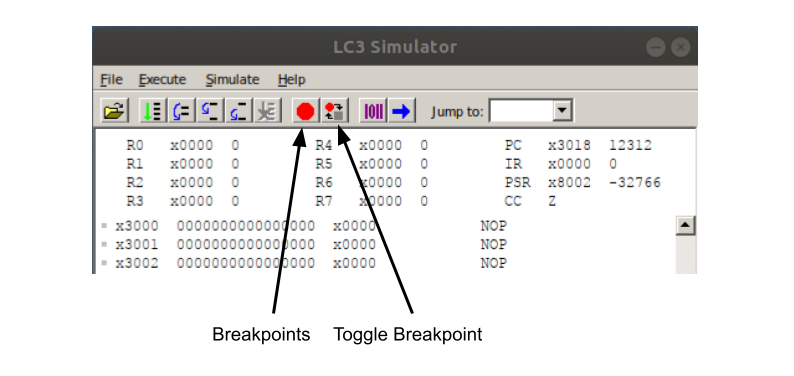 LC3 Simulator
File Execute Simulate Help
Jump to:
R0 x0000 0 R4 x0000 0 PC x3018 12312
R1 x0000 0 R5 x0000 0 IR x0000 0
R2 x0000 0 R6 x0000 0 PSR x8002 -32766
R3 x0000 0 R7 x0000 0 CC Z
x3000 0000000000000000 x0000 NOP
x3001 0000000000000000 x0000 NOP
x3002 0000000000000000 x0000 NOP
Breakpoints Toggle Breakpoint